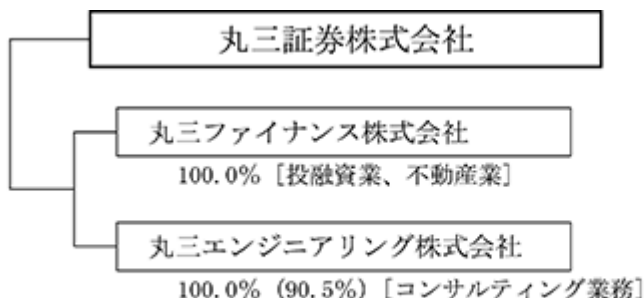 丸三証券株式会社
丸三ファイナンス株式会社
100.0% [投融資業、不動産業]
丸三エンジニアリング株式会社
100.0% (90.5%) [コンサルティング業務]